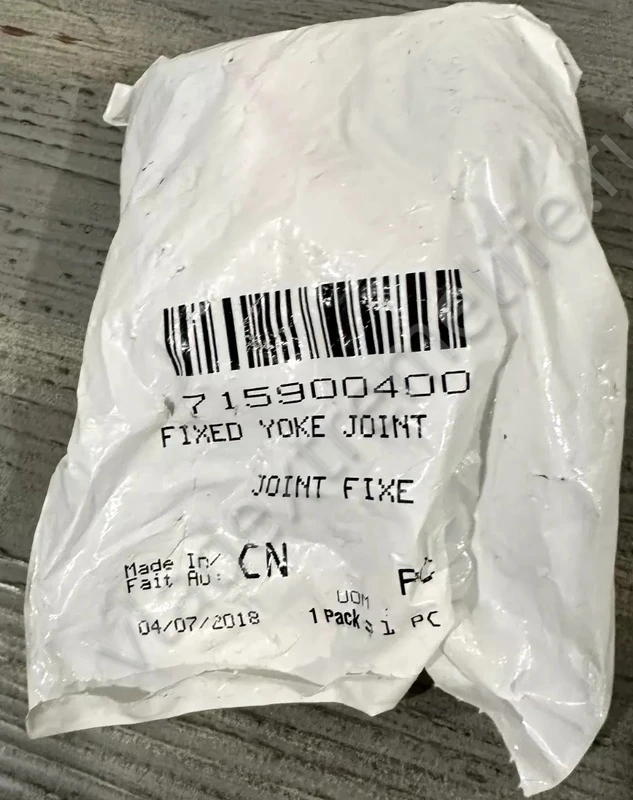 715900400
FIXED YOKE JOINT
JOINT FIXE
Made In/ CN
Fait Au:
04/07/2018
UOM PC
1 Pack = 1 PC